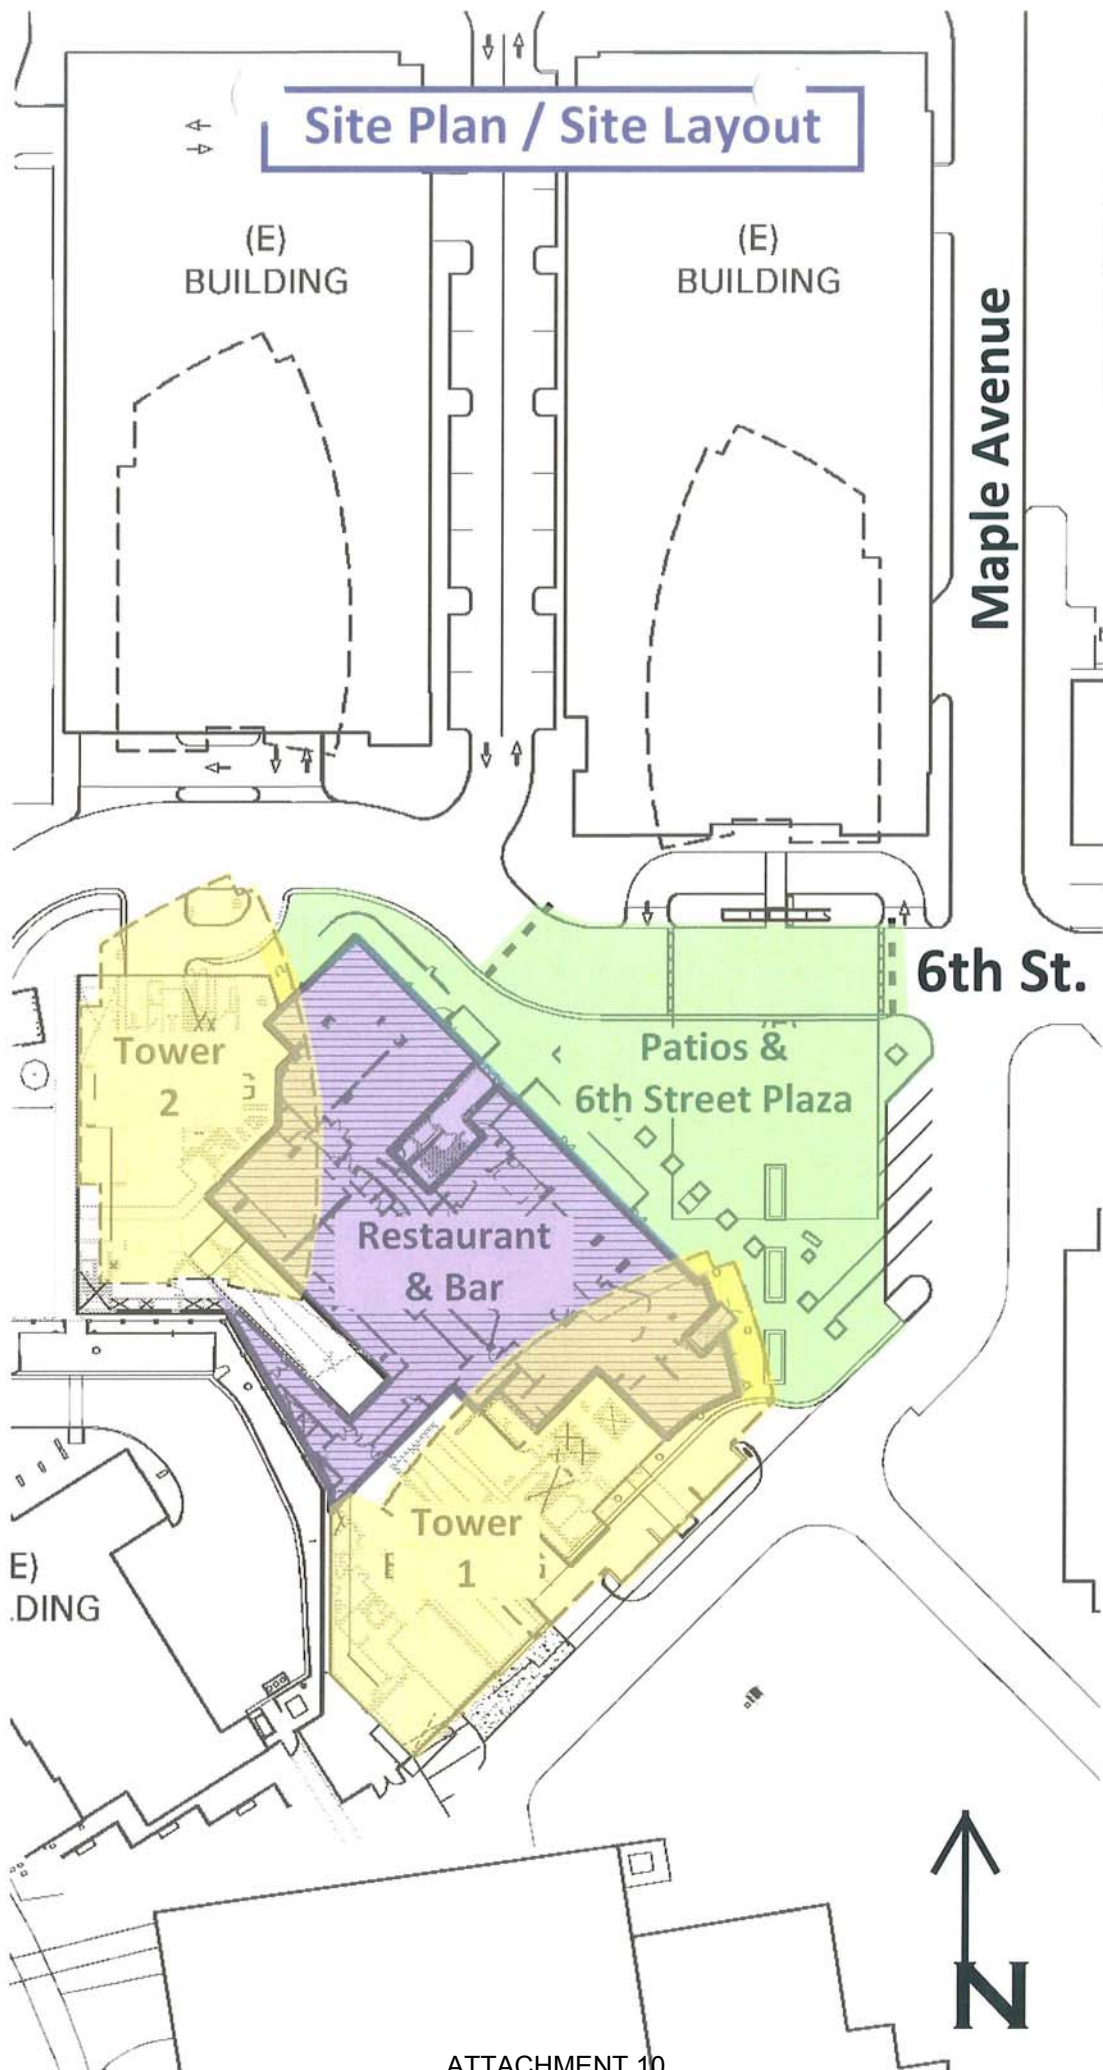 Site Plan / Site Layout
(E)
BUILDING
(E)
BUILDING
Maple Avenue
6th St.
Patios &
6th Street Plaza
Tower
2
G
Restaurant
& Bar
Tower
1
E)
.DING
N
ATTACHMENT 10